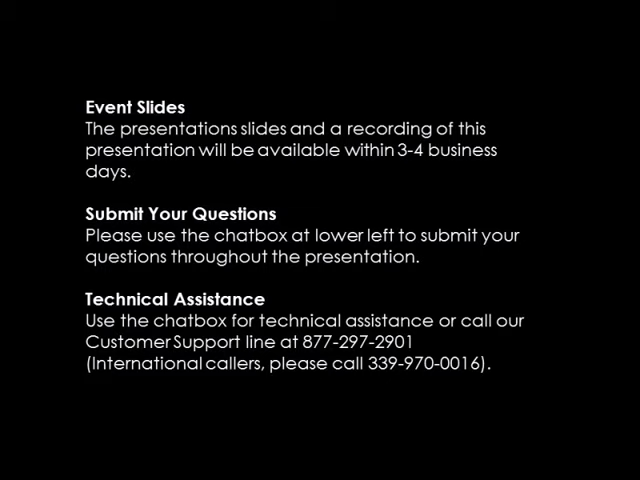 Event Slides
The presentations slides and a recording of this
presentation will be available within 3-4 business
days.
Submit Your Questions
Please use the chatbox at lower left to submit your
questions throughout the presentation.
Technical Assistance
Use the chatbox for technical assistance or call our
Customer Support line at 877-297-2901
(International callers, please call 339-970-0016).